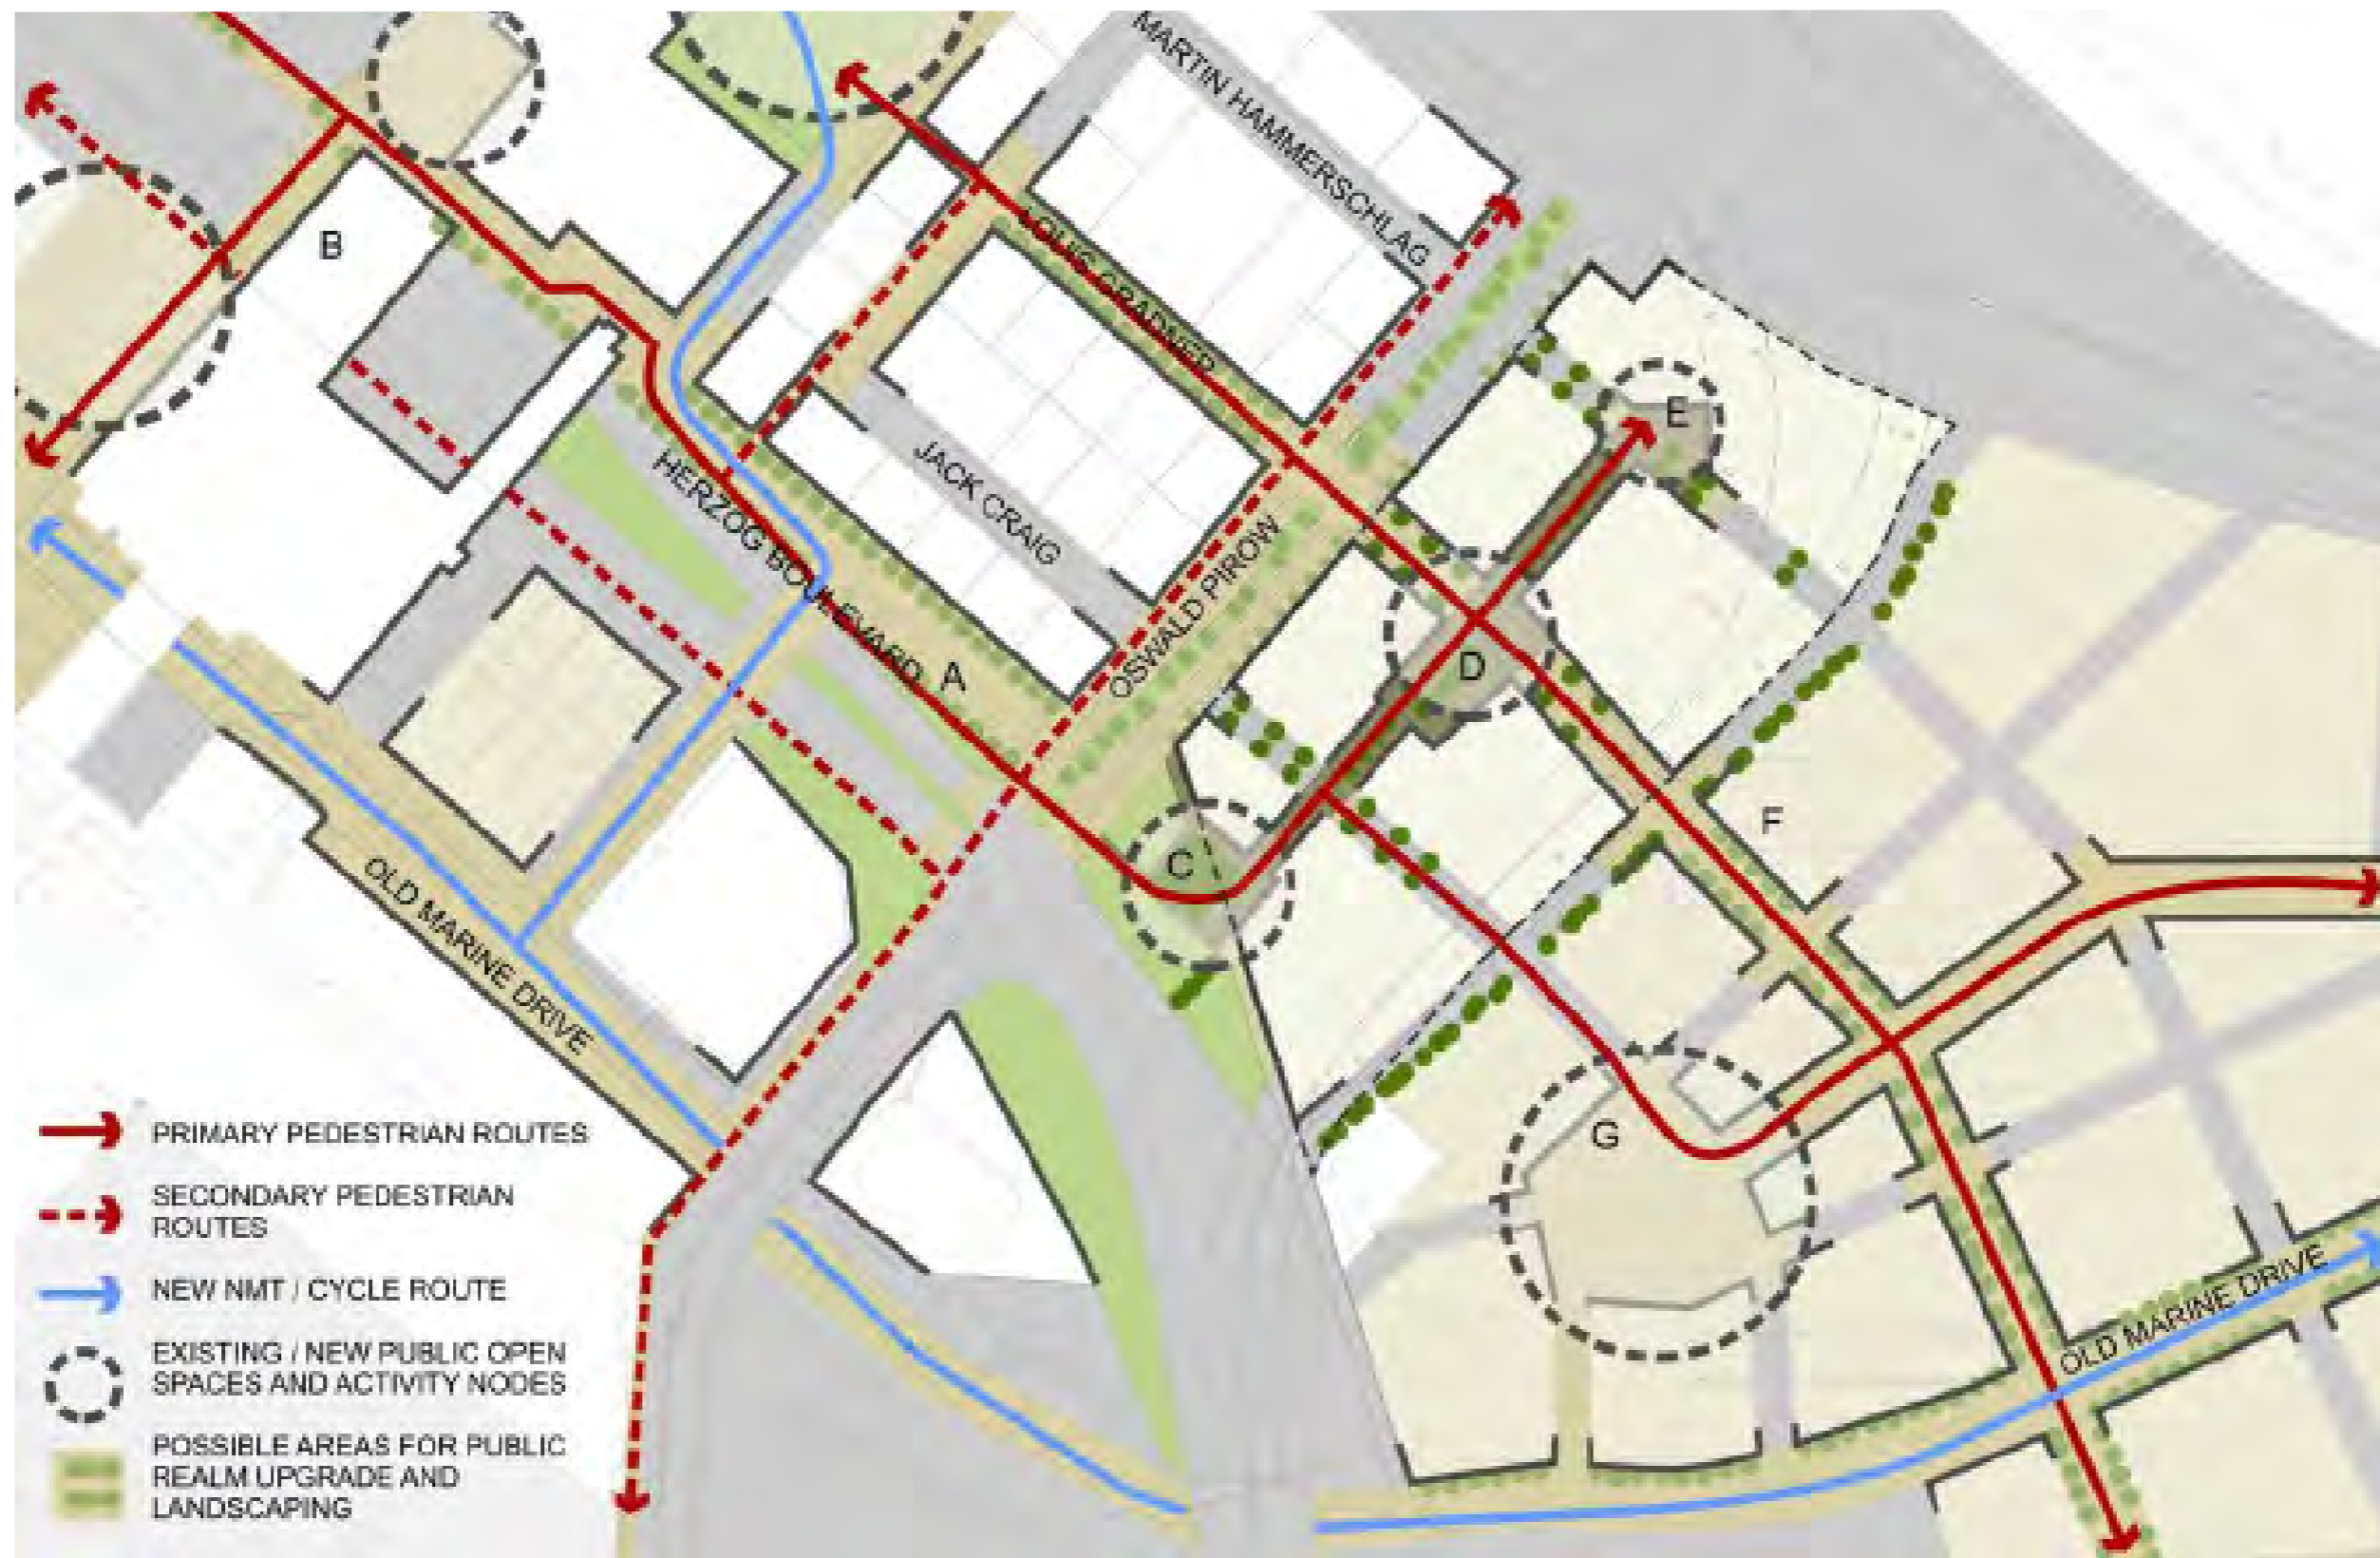 MARTIN HAMMERSCHLAG
B
LOUIS GRADNER
E
HERZOG BOULEVARD
JACK CRAIG
OSWALD PIROW
A
D
F
C
OLD MARINE DRIVE
G
OLD MARINE DRIVE
PRIMARY PEDESTRIAN ROUTES
SECONDARY PEDESTRIAN
ROUTES
NEW NMT / CYCLE ROUTE
EXISTING / NEW PUBLIC OPEN
SPACES AND ACTIVITY NODES
POSSIBLE AREAS FOR PUBLIC
REALM UPGRADE AND
LANDSCAPING